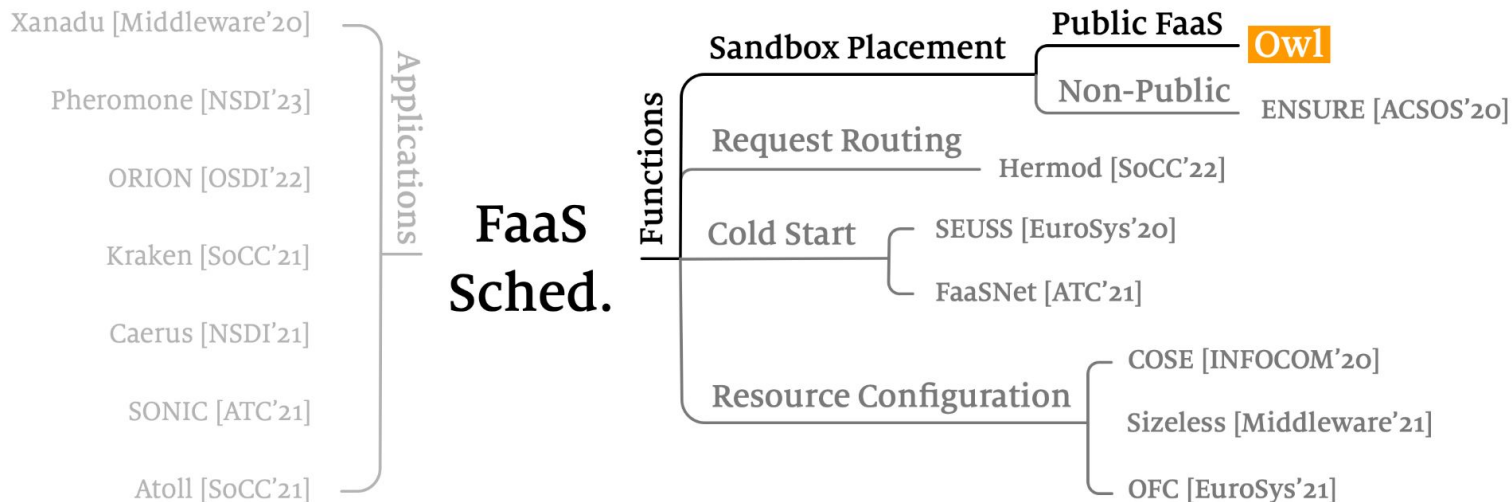 Xanadu [Middleware’20]
Pheromone [NSDI’23]
ORION [OSDI’22]
Kraken [SoCC’21]
Caerus [NSDI’21]
SONIC [ATC’21]
Atoll [SoCC’21]
Applications
FaaS
Sched.
Functions
Sandbox Placement
Public FaaS
Owl
Non-Public
ENSURE [ACSOS’20]
Request Routing
Hermod [SoCC’22]
Cold Start
SEUSS [EuroSys’20]
FaaSNet [ATC’21]
Resource Configuration
COSE [INFOCOM’20]
Sizeless [Middleware’21]
OFC [EuroSys’21]